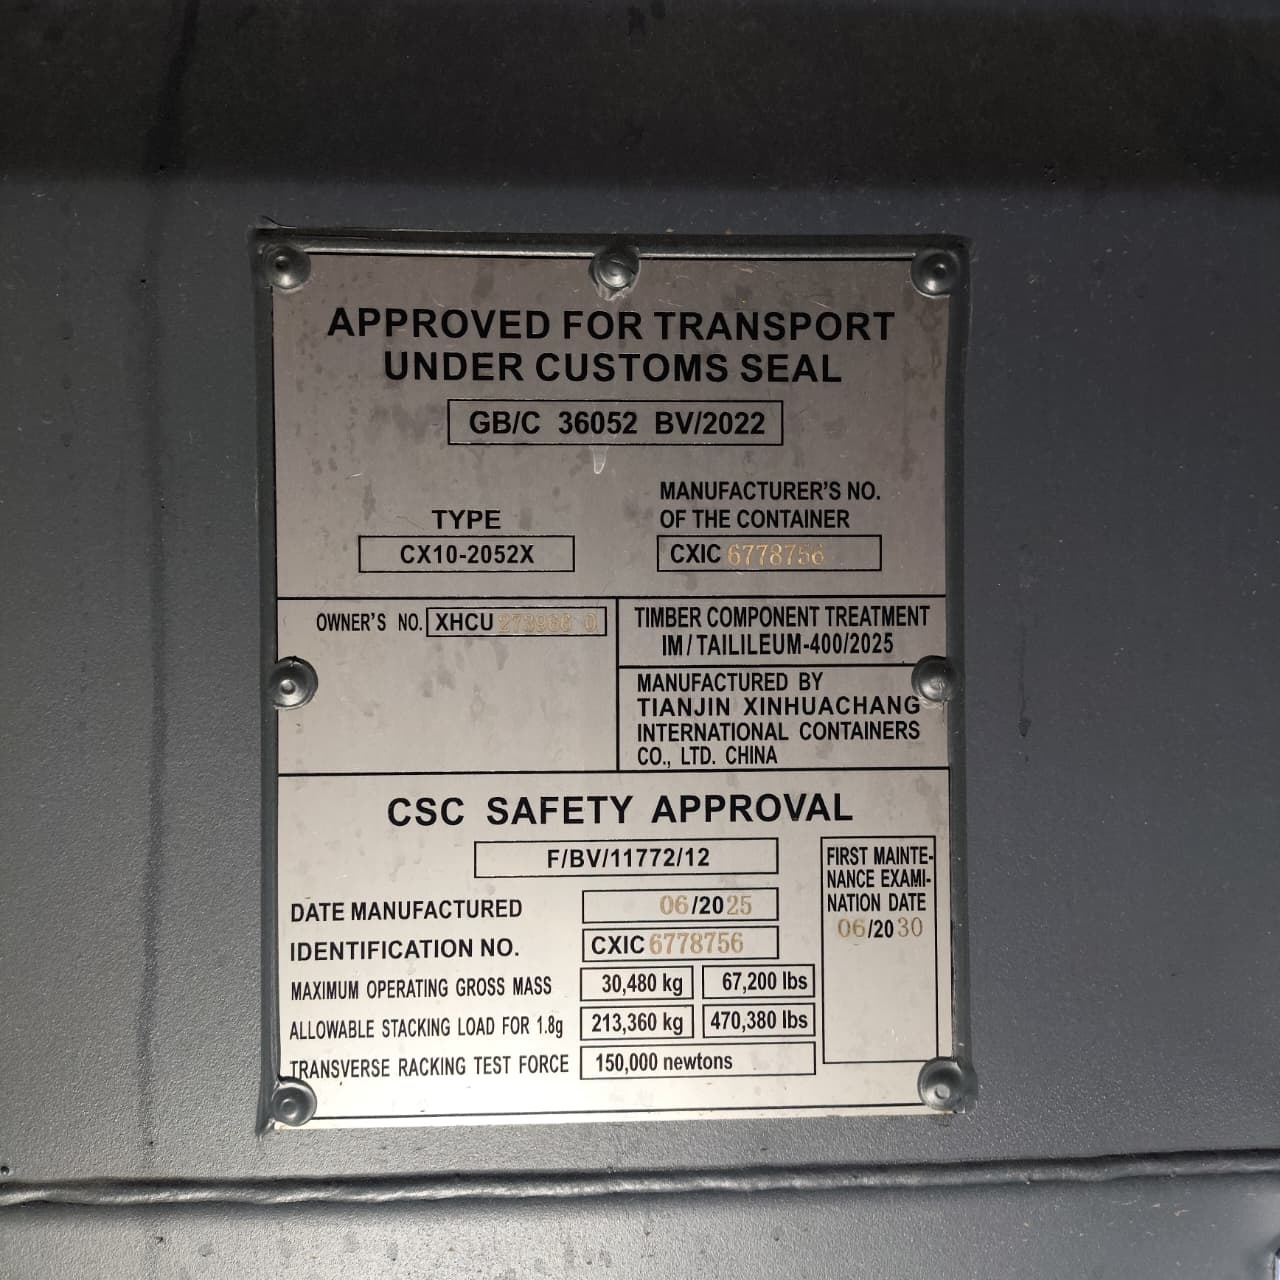 APPROVED FOR TRANSPORT
UNDER CUSTOMS SEAL
GB/C 36052 BV/2022
TYPE
CX10-2052X
MANUFACTURER'S NO.
OF THE CONTAINER
CXIC 6778756
OWNER'S NO. XHCU
TIMBER COMPONENT TREATMENT
IM/TAILILEUM-400/2025
MANUFACTURED BY
TIANJIN XINHUACHANG
INTERNATIONAL CONTAINERS
CO., LTD. CHINA
CSC SAFETY APPROVAL
F/BV/11772/12
DATE MANUFACTURED 06/2025
IDENTIFICATION NO. CXIC 6778756
MAXIMUM OPERATING GROSS MASS 30,480 kg 67,200 lbs
ALLOWABLE STACKING LOAD FOR 1.8g 213,360 kg 470,380 lbs
TRANSVERSE RACKING TEST FORCE 150,000 newtons
FIRST MAINTE-
NANCE EXAMI-
NATION DATE
06/2030